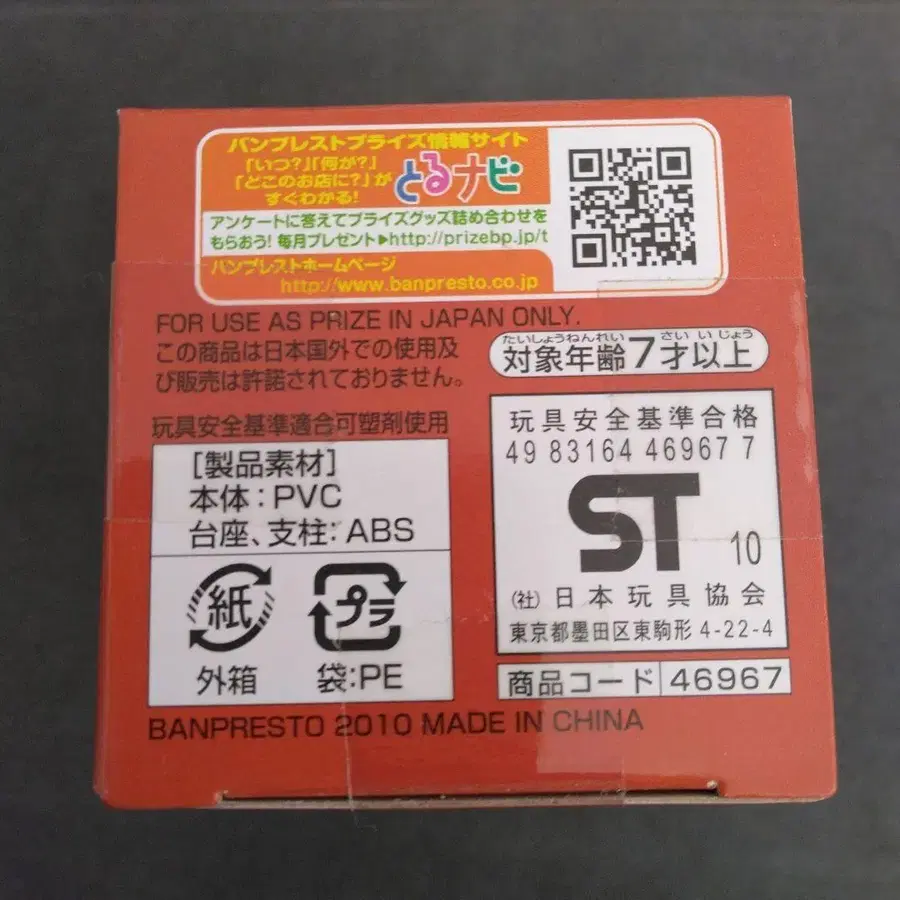 バンプレストプライズ情報サイト
「いつ?」「何が?」
「どこのお店に?」が
すぐわかる!
とるナビ
アンケートに答えてプライズグッズ詰め合わせを
もらおう! 毎月プレゼント▶http://prizebp.jp/t
バンプレストホームページ
http://www.banpresto.co.jp
FOR USE AS PRIZE IN JAPAN ONLY.
この商品は日本国外での使用及
び販売は許諾されておりません。
たいしょうねんれい さい いじょう
対象年齢7才以上
玩具安全基準適合可塑剤使用
[製品素材]
本体:PVC
台座、支柱:ABS
紙
外箱
プラ
袋:PE
玩具安全基準合格
49 83164 46967 7
ST
10
(社)日本玩具協会
東京都墨田区東駒形 4-22-4
商品コード 46967
BANPRESTO 2010 MADE IN CHINA